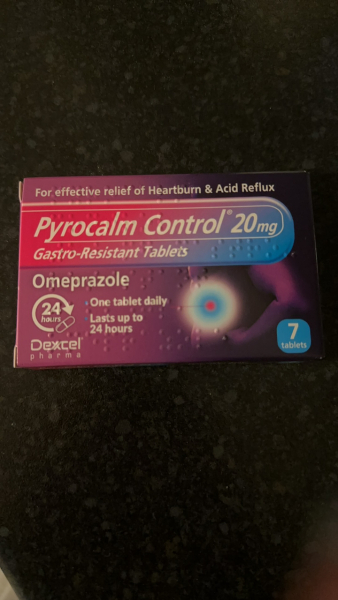 For effective relief of Heartburn & Acid Reflux
Pyrocalm Control® 20mg
Gastro-Resistant Tablets
Omeprazole
24
hours
One tablet daily
Lasts up to
24 hours
Dexcel®
pharma
7
tablets